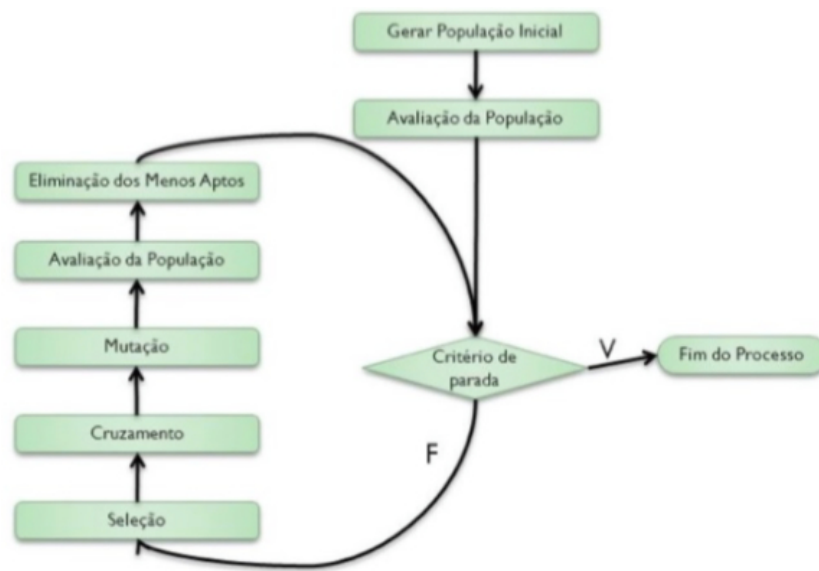 Gerar População Inicial
Avaliação da População
Eliminação dos Menos Aptos
Avaliação da População
Mutação
Cruzamento
Seleção
Critério de
parada
V
Fim do Processo
F